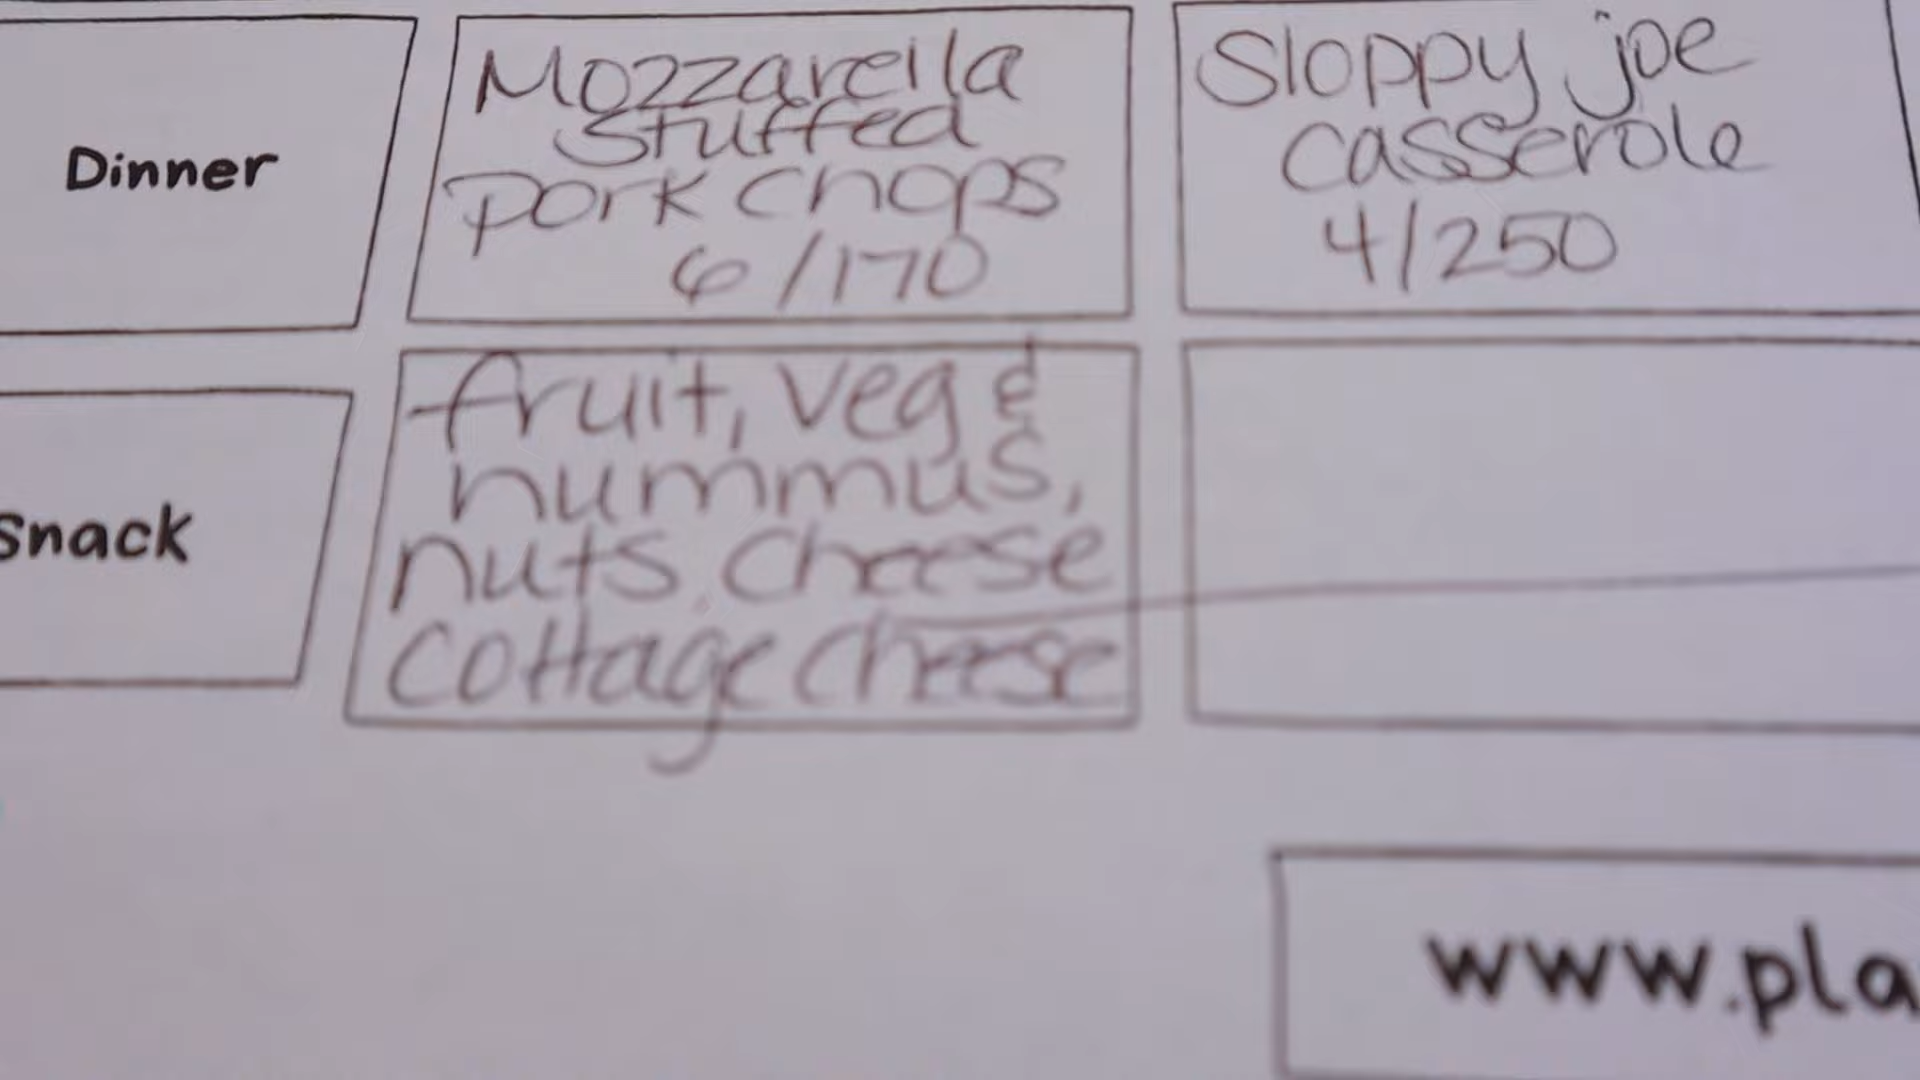 Dinner
Mozzarella
stuffed
pork chops
6/170
Sloppy joe
casserole
4/250
Snack
fruit, veg &
hummus,
nuts, cheese
cottage cheese
www.pla